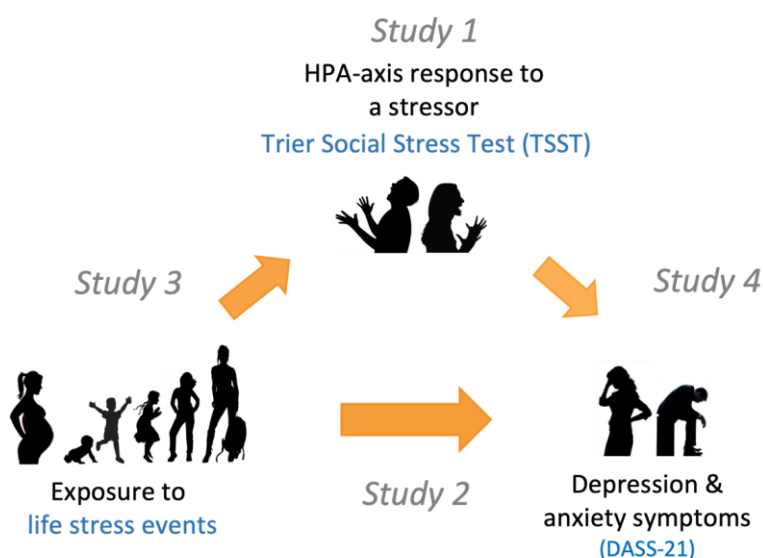 Study 1
HPA-axis response to
a stressor
Trier Social Stress Test (TSST)
Study 3
Study 4
Exposure to
life stress events
Study 2
Depression &
anxiety symptoms
(DASS-21)